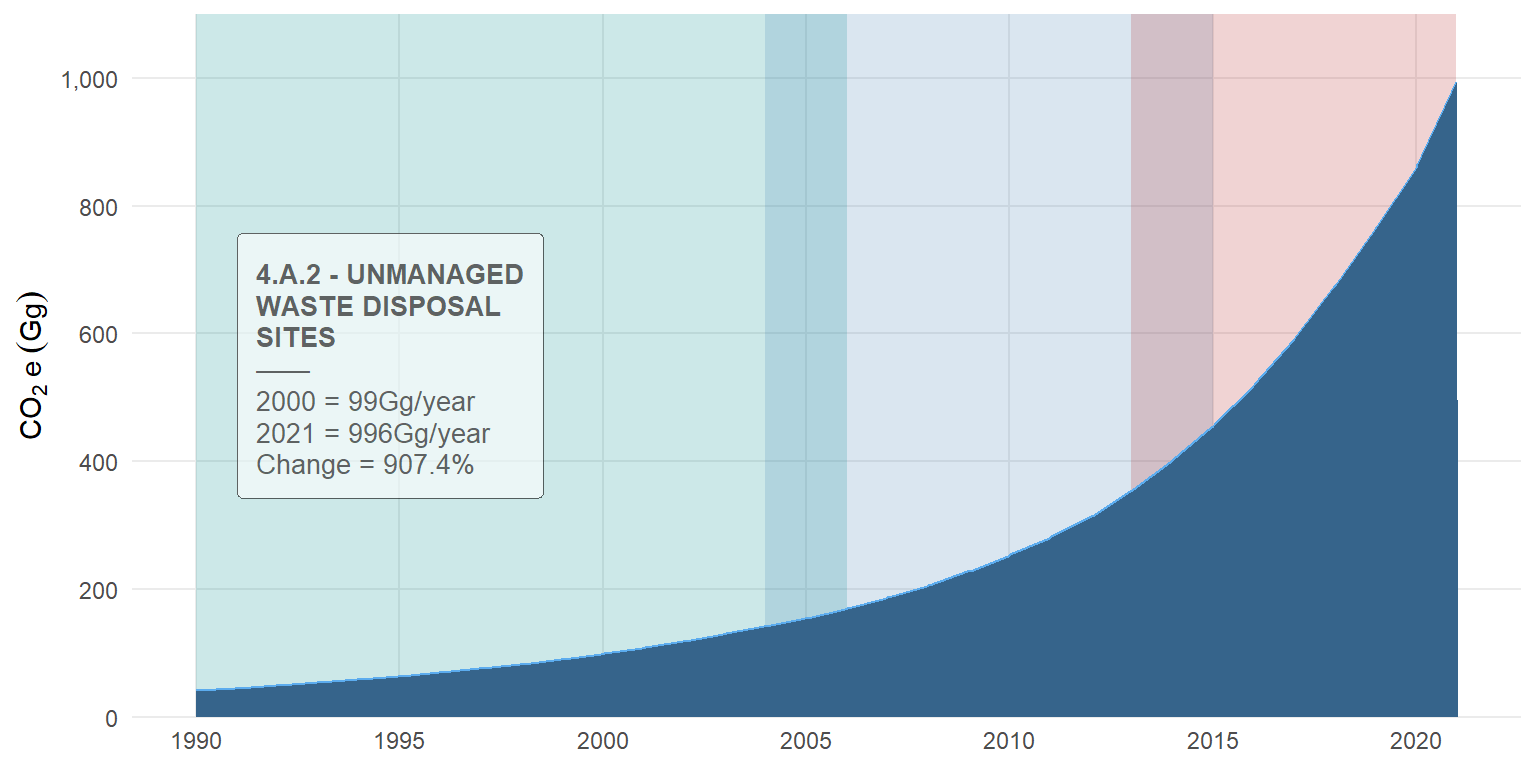 1,000
800
600
400
200
0
CO₂ e (Gg)
4.A.2 - UNMANAGED
WASTE DISPOSAL
SITES
2000 = 99Gg/year
2021 = 996Gg/year
Change = 907.4%
1990 1995 2000 2005 2010 2015 2020